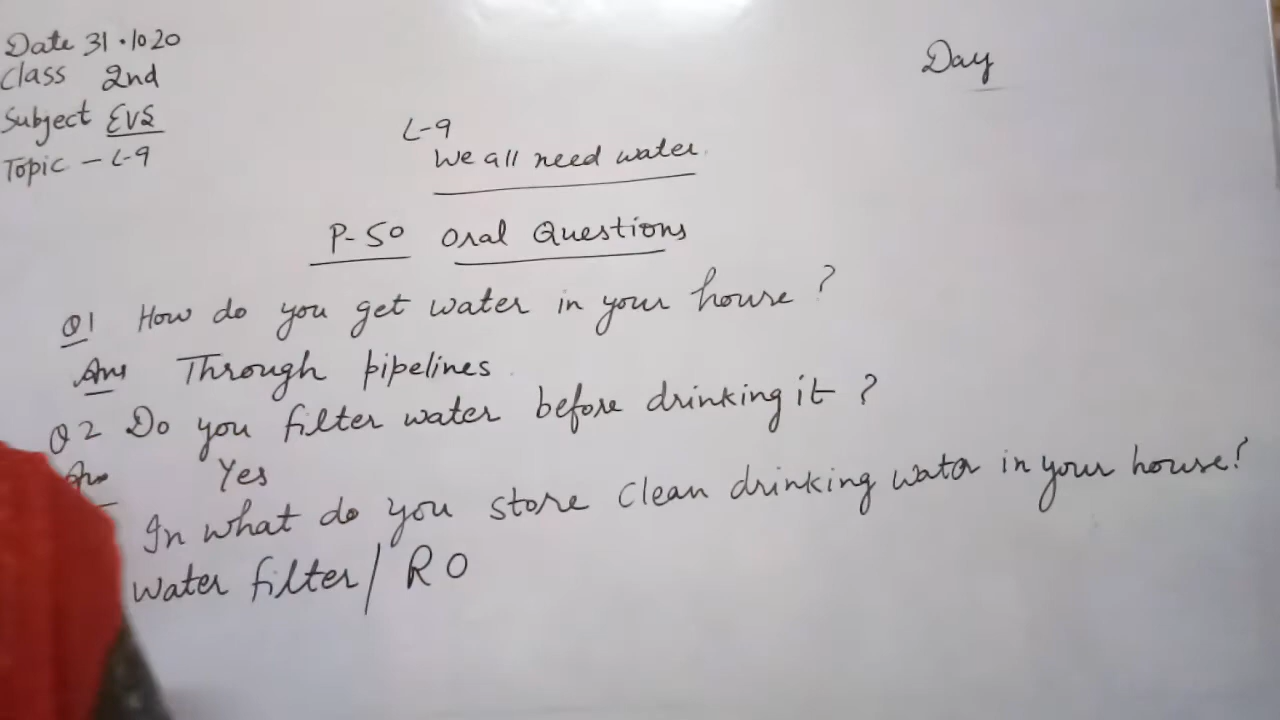 Date 31.1020
Day
Class 2nd
Subject EVS
Topic - L-9
L-9
We all need water.
P-50 Oral Questions
Q1 How do you get water in your house?
Ans Through pipelines
Q2 Do you filter water before drinking it?
Ans Yes
In what do you store clean drinking water in your house?
Water filter/RO